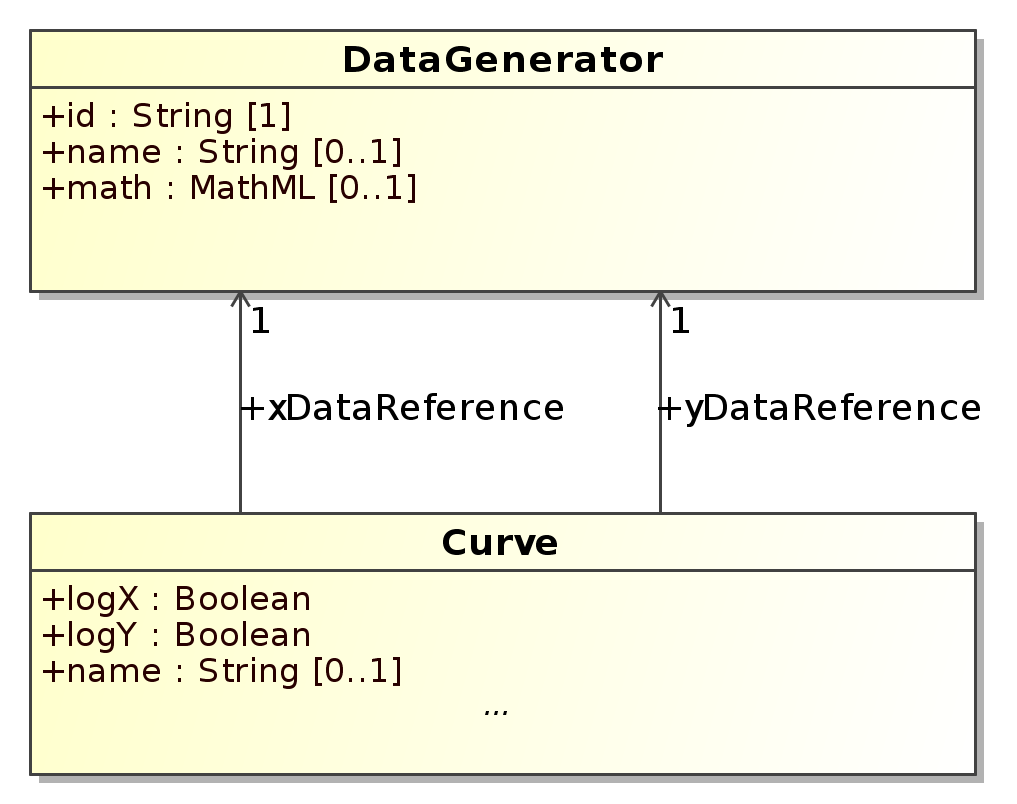 DataGenerator
+id : String [1]
+name : String [0..1]
+math : MathML [0..1]
1
1
+xDataReference
+yDataReference
Curve
+logX : Boolean
+logY : Boolean
+name : String [0..1]
...